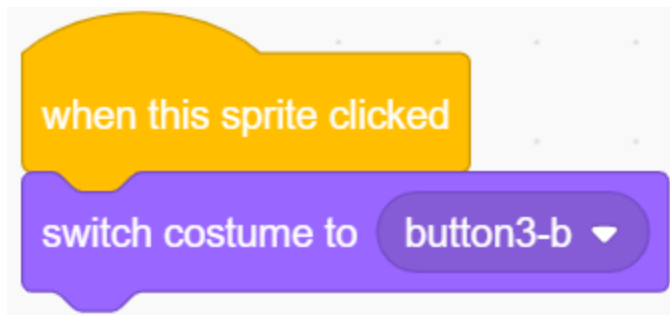 when this sprite clicked
switch costume to button3-b